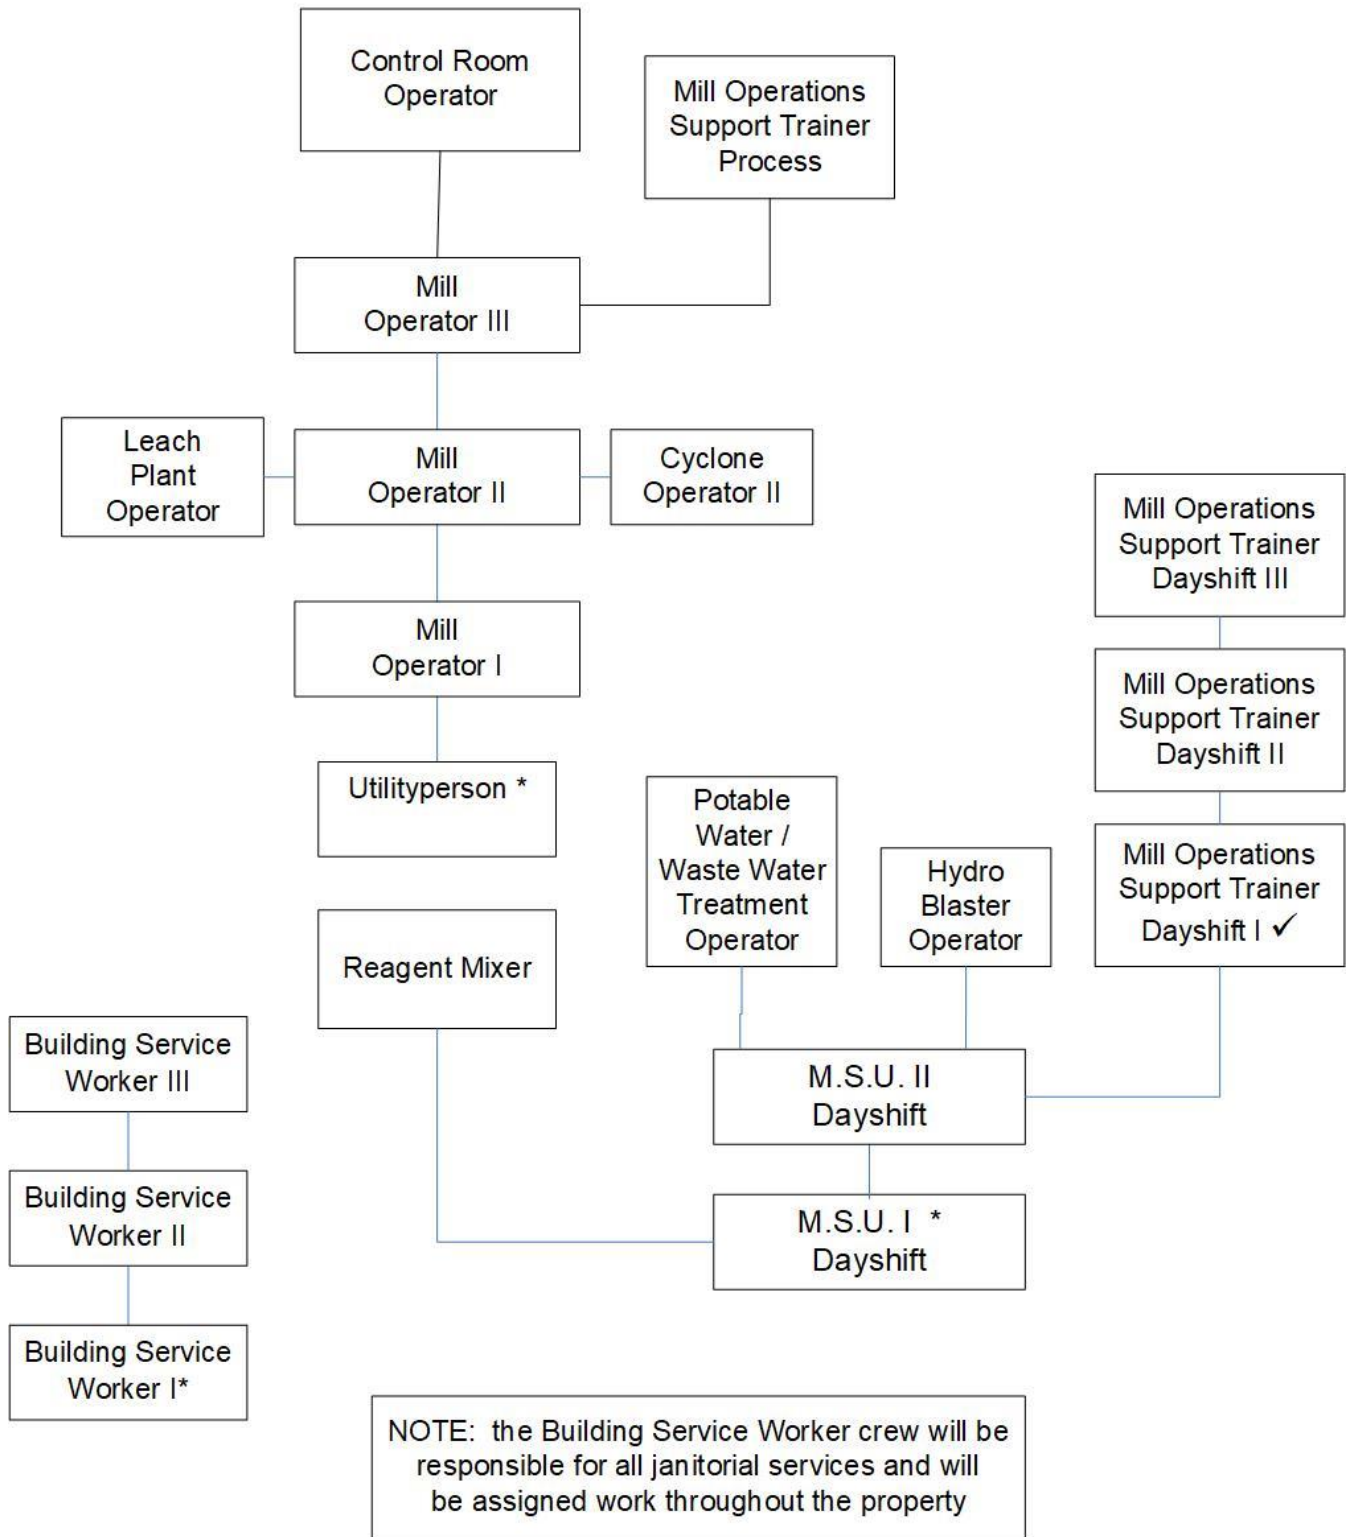 Control Room
Operator
Mill Operations
Support Trainer
Process
Mill
Operator III
Leach
Plant
Operator
Mill
Operator II
Cyclone
Operator II
Mill Operations
Support Trainer
Dayshift III
Mill
Operator I
Mill Operations
Support Trainer
Dayshift II
Utilityperson *
Potable
Water /
Waste Water
Treatment
Operator
Hydro
Blaster
Operator
Mill Operations
Support Trainer
Dayshift I ✓
Reagent Mixer
Building Service
Worker III
M.S.U. II
Dayshift
Building Service
Worker II
M.S.U. I *
Dayshift
Building Service
Worker I*
NOTE: the Building Service Worker crew will be
responsible for all janitorial services and will
be assigned work throughout the property